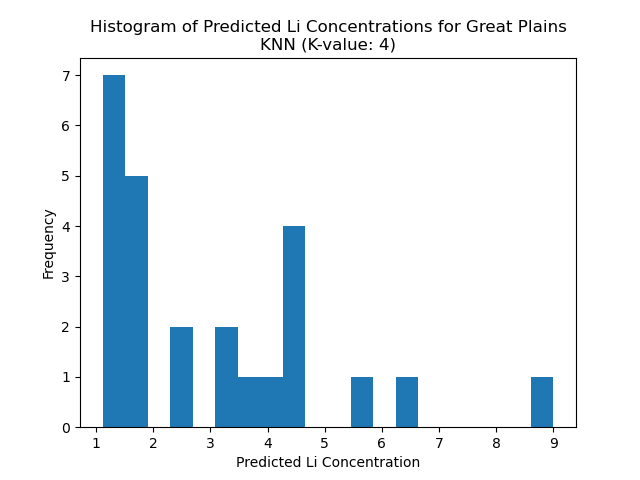 Histogram of Predicted Li Concentrations for Great Plains
KNN (K-value: 4)
7
6
5
4
3
2
1
0
Frequency
1 2 3 4 5 6 7 8 9
Predicted Li Concentration